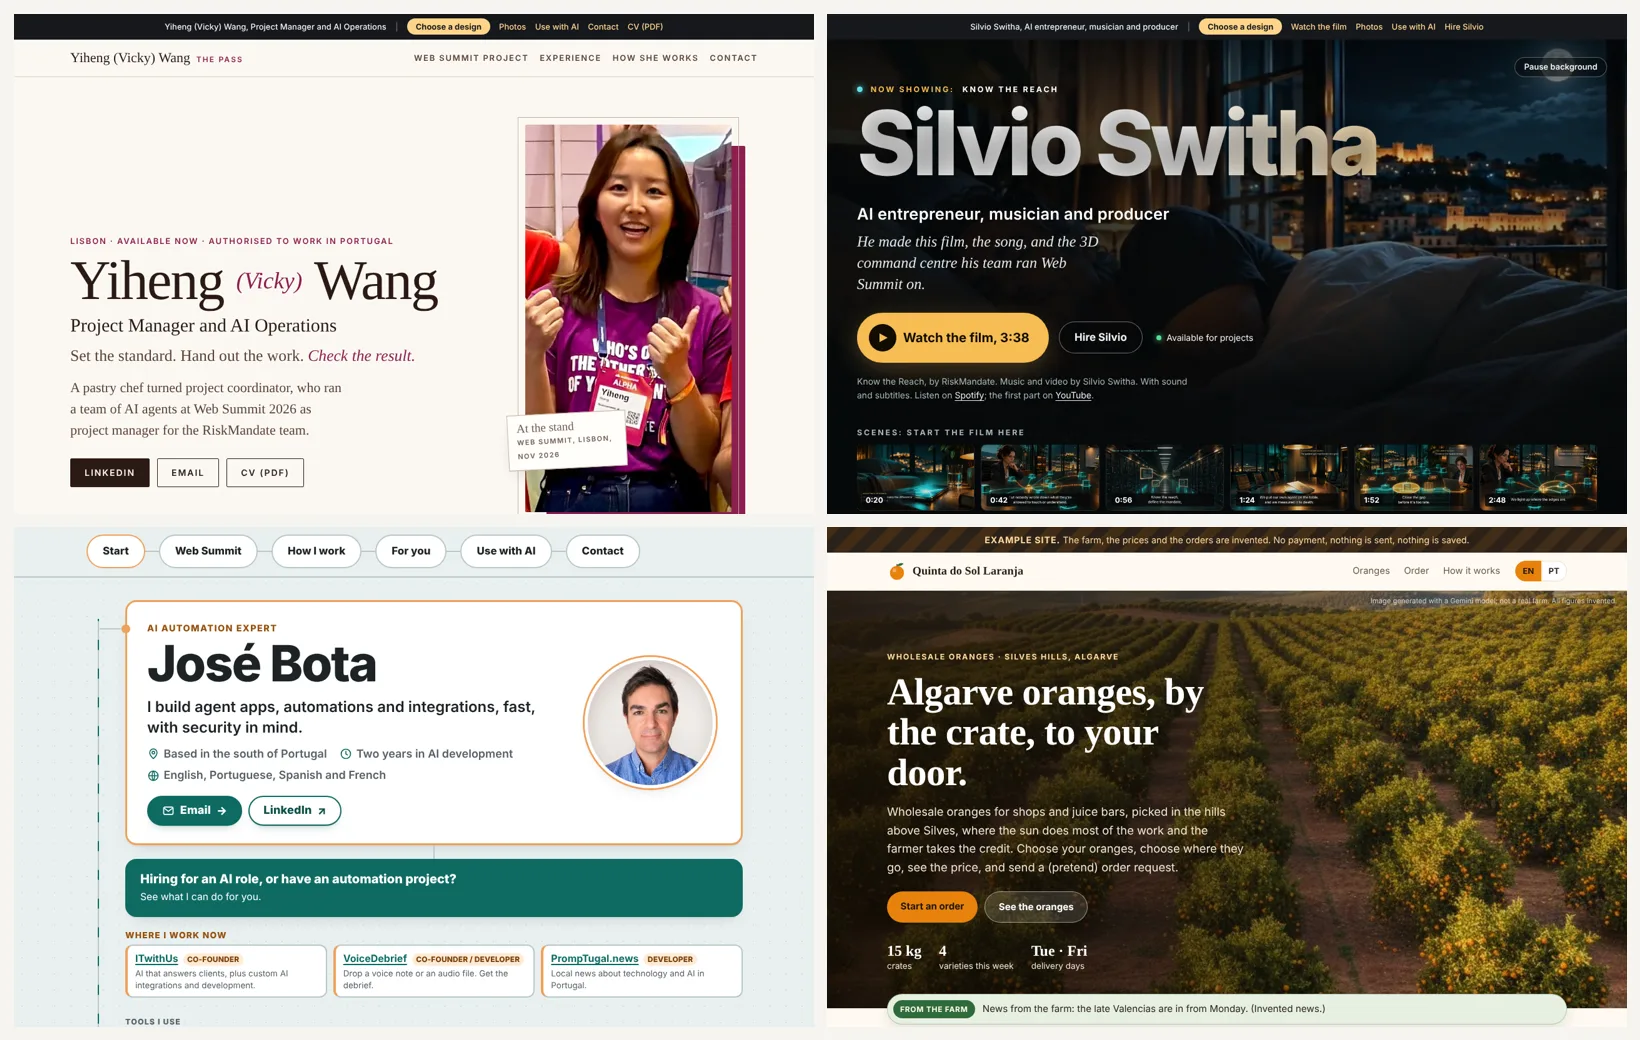 Yiheng (Vicky) Wang, Project Manager and AI Operations
Choose a design
Photos
Use with AI
Contact
CV (PDF)
Yiheng (Vicky) Wang THE PASS
WEB SUMMIT PROJECT
EXPERIENCE
HOW SHE WORKS
CONTACT
LISBON · AVAILABLE NOW · AUTHORISED TO WORK IN PORTUGAL
Yiheng (Vicky) Wang
Project Manager and AI Operations
Set the standard. Hand out the work. Check the result.
A pastry chef turned project coordinator, who ran
a team of AI agents at Web Summit 2026 as
project manager for the RiskMandate team.
LINKEDIN
EMAIL
CV (PDF)
WHO'S
THE OTHER
OF Y
ALPHA
Yiheng
At the stand
WEB SUMMIT, LISBON,
NOV 2026
Silvio Switha, AI entrepreneur, musician and producer
Choose a design
Watch the film
Photos
Use with AI
Hire Silvio
Pause background
NOW SHOWING: KNOW THE REACH
Silvio Switha
AI entrepreneur, musician and producer
He made this film, the song, and the 3D
command centre his team ran Web
Summit on.
Watch the film, 3:38
Hire Silvio
Available for projects
Know the Reach, by RiskMandate. Music and video by Silvio Switha. With sound
and subtitles. Listen on Spotify; the first part on YouTube.
SCENES: START THE FILM HERE
0:20
0:42
0:56
1:24
1:52
2:48
Start
Web Summit
How I work
For you
Use with AI
Contact
AI AUTOMATION EXPERT
José Bota
I build agent apps, automations and integrations, fast,
with security in mind.
Based in the south of Portugal
Two years in AI development
English, Portuguese, Spanish and French
Email →
LinkedIn ↗
Hiring for an AI role, or have an automation project?
See what I can do for you.
WHERE I WORK NOW
ITwithUs CO-FOUNDER
AI that answers clients, plus custom AI
integrations and development.
VoiceDebrief CO-FOUNDER / DEVELOPER
Drop a voice note or an audio file. Get the
debrief.
PrompTugal.news DEVELOPER
Local news about technology and AI in
Portugal.
TOOLS I USE
EXAMPLE SITE. The farm, the prices and the orders are invented. No payment, nothing is sent, nothing is saved.
Quinta do Sol Laranja
Oranges
Order
How it works
EN
PT
Image generated with a Gemini model; not a real farm. All figures invented.
WHOLESALE ORANGES · SILVES HILLS, ALGARVE
Algarve oranges, by
the crate, to your
door.
Wholesale oranges for shops and juice bars, picked in the hills
above Silves, where the sun does most of the work and the
farmer takes the credit. Choose your oranges, choose where they
go, see the price, and send a (pretend) order request.
Start an order
See the oranges
15 kg
crates
4
varieties this week
Tue · Fri
delivery days
FROM THE FARM
News from the farm: the late Valencias are in from Monday. (Invented news.)